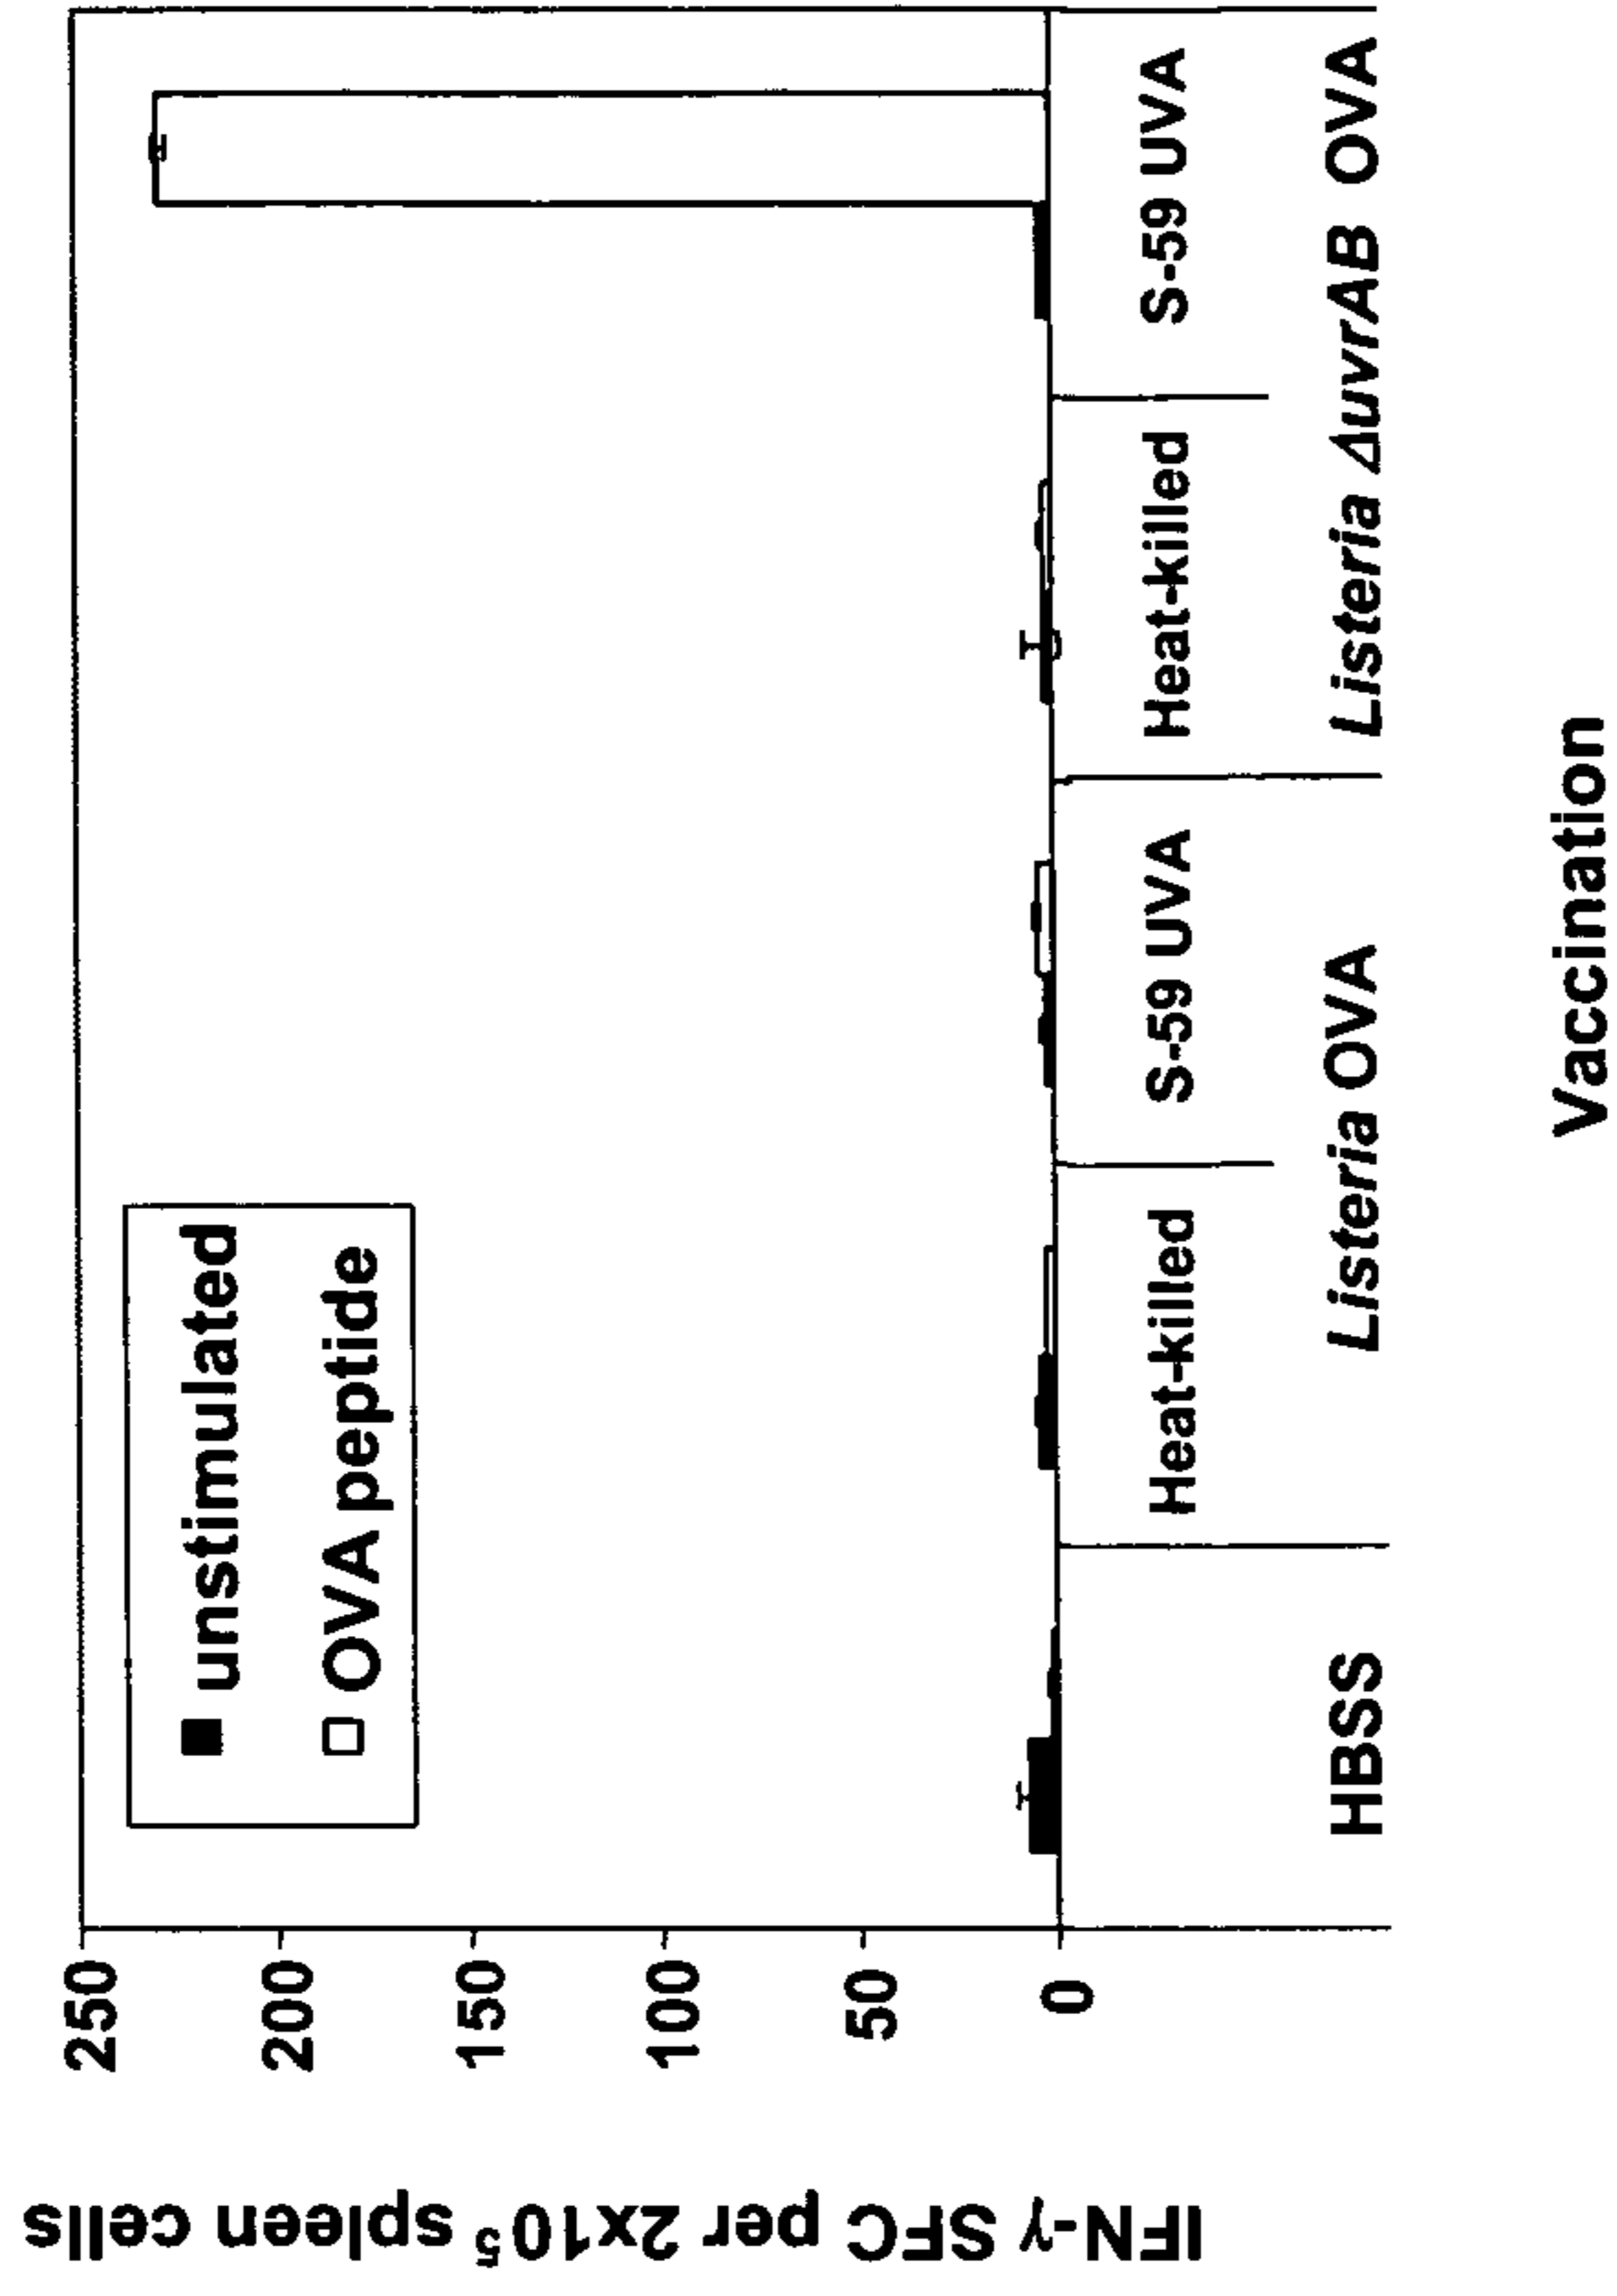 IFN-γ SFC per 2x10⁵ spleen cells
250
200
150
100
50
0
unstimulated
OVA peptide
HBSS
Heat-killed
S-59 UVA
Heat-killed
S-59 UVA
Listeria OVA
Listeria ΔuvrAB OVA
Vaccination